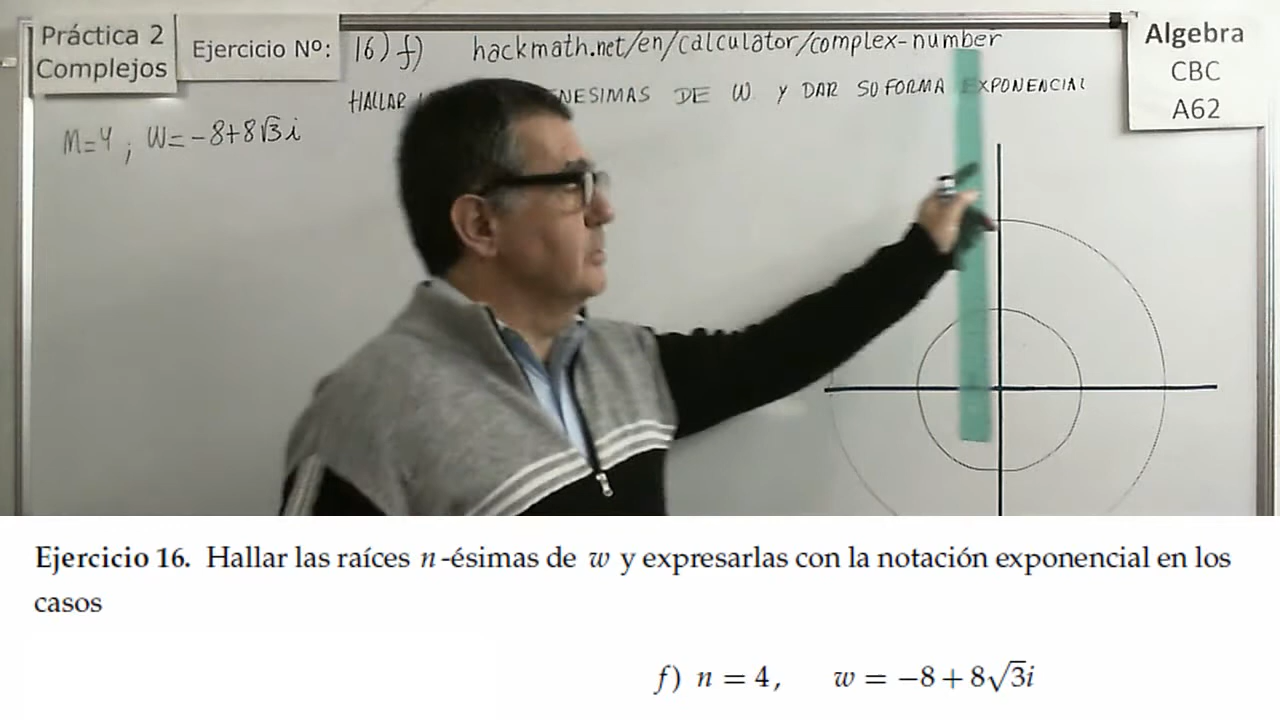 Práctica 2
Complejos
Ejercicio Nº:
16) f)
hackmath.net/en/calculator/complex-number
Algebra
CBC
A62
HALLAR NESIMAS DE W Y DAR SU FORMA EXPONENCIAL
M=4 ; W=-8+8√3i
Ejercicio 16. Hallar las raíces n-ésimas de w y expresarlas con la notación exponencial en los
casos
f) n = 4, w = −8 + 8√3i